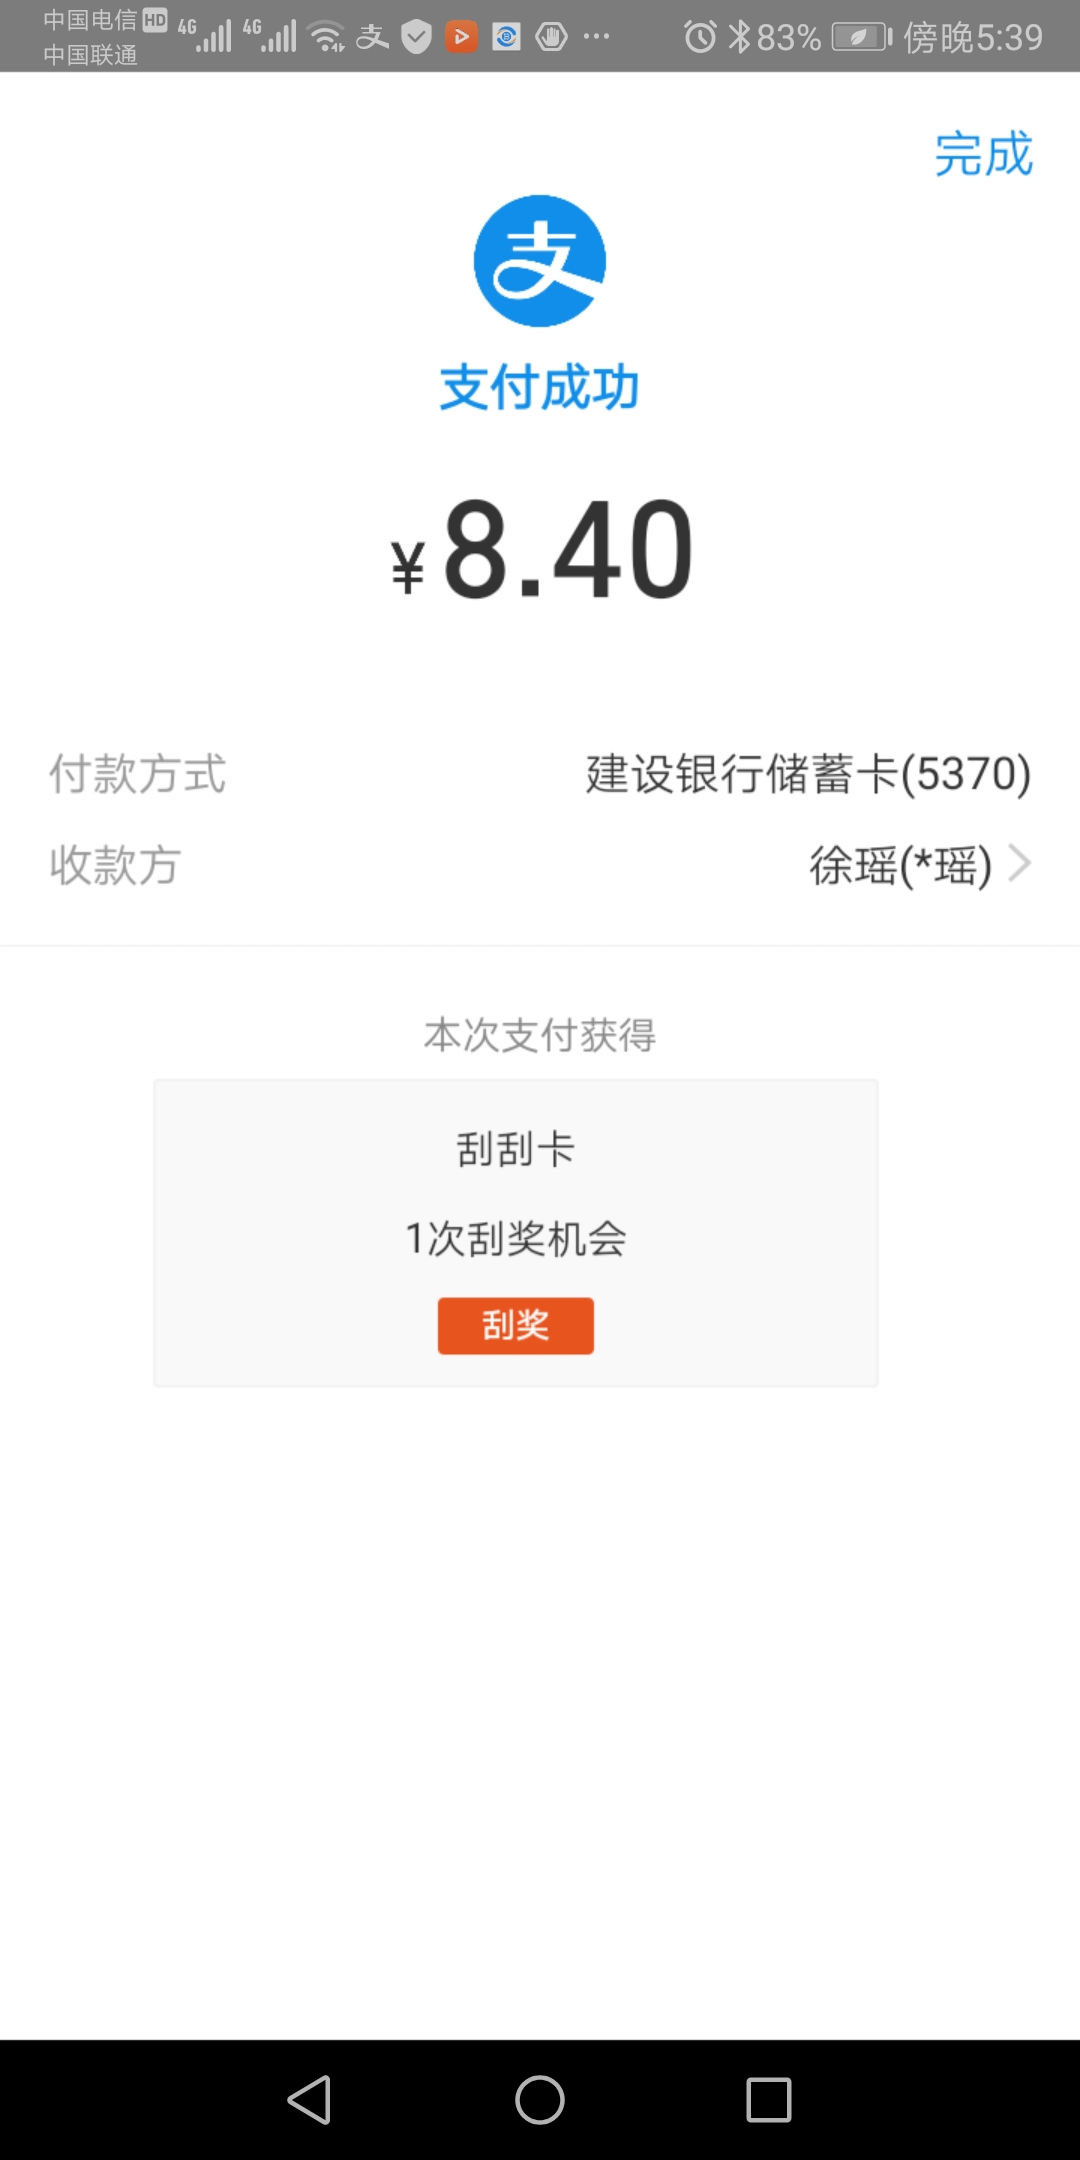 中国电信 HD 4G 4G 支 83% 傍晚5:39
中国联通
完成
支
支付成功
¥8.40
付款方式 建设银行储蓄卡(5370)
收款方 徐瑶(*瑶)
本次支付获得
刮刮卡
1次刮奖机会
刮奖